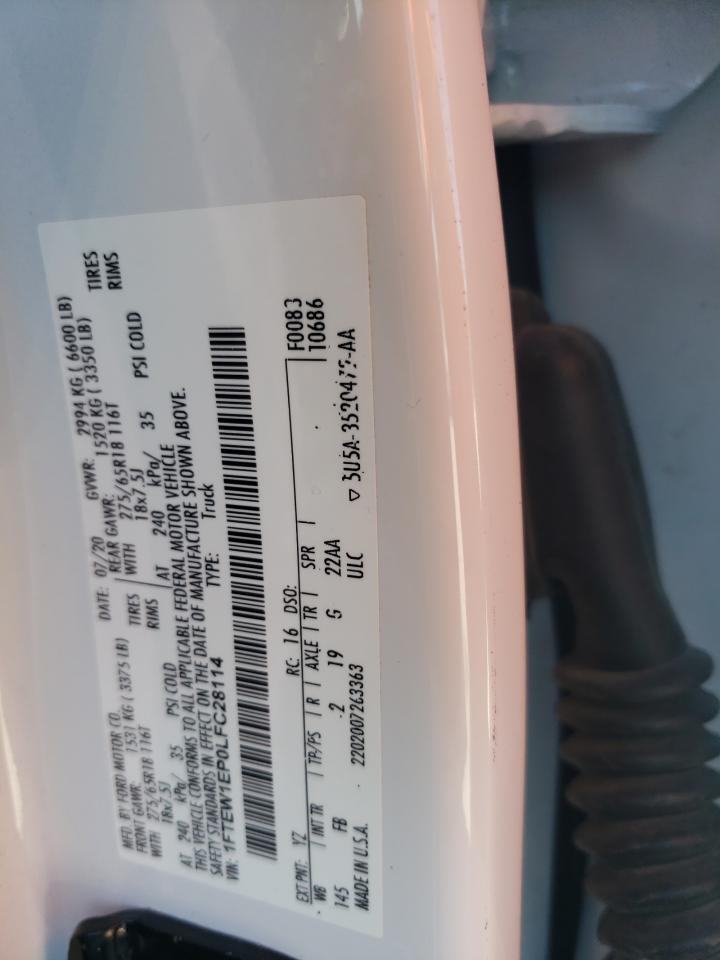 MFD. BY FORD MOTOR CO. DATE: 07/20 GVWR: 2994 KG ( 6600 LB)
FRONT GAWR: 1531 KG ( 3375 LB) REAR GAWR: 1520 KG ( 3350 LB)
WITH 275/65R18 116T TIRES WITH 275/65R18 116T TIRES
18x7.5J RIMS 18x7.5J RIMS
AT 240 kPa/ 35 PSI COLD AT 240 kPa/ 35 PSI COLD
THIS VEHICLE CONFORMS TO ALL APPLICABLE FEDERAL MOTOR VEHICLE
SAFETY STANDARDS IN EFFECT ON THE DATE OF MANUFACTURE SHOWN ABOVE.
VIN: 1FTEW1EP0LFC28114 TYPE: Truck
EXT PNT: YZ RC: 16 DSO: F0083
WB INT TR TP/PS R AXLE TR SPR T0686
145 FB -2 19 G 22AA
MADE IN U.S.A. 2202007263363 ULC